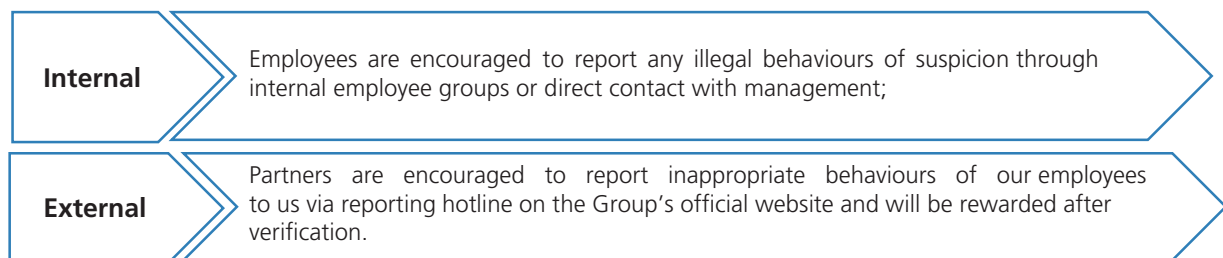 Internal
Employees are encouraged to report any illegal behaviours of suspicion through
internal employee groups or direct contact with management;
External
Partners are encouraged to report inappropriate behaviours of our employees
to us via reporting hotline on the Group's official website and will be rewarded after
verification.